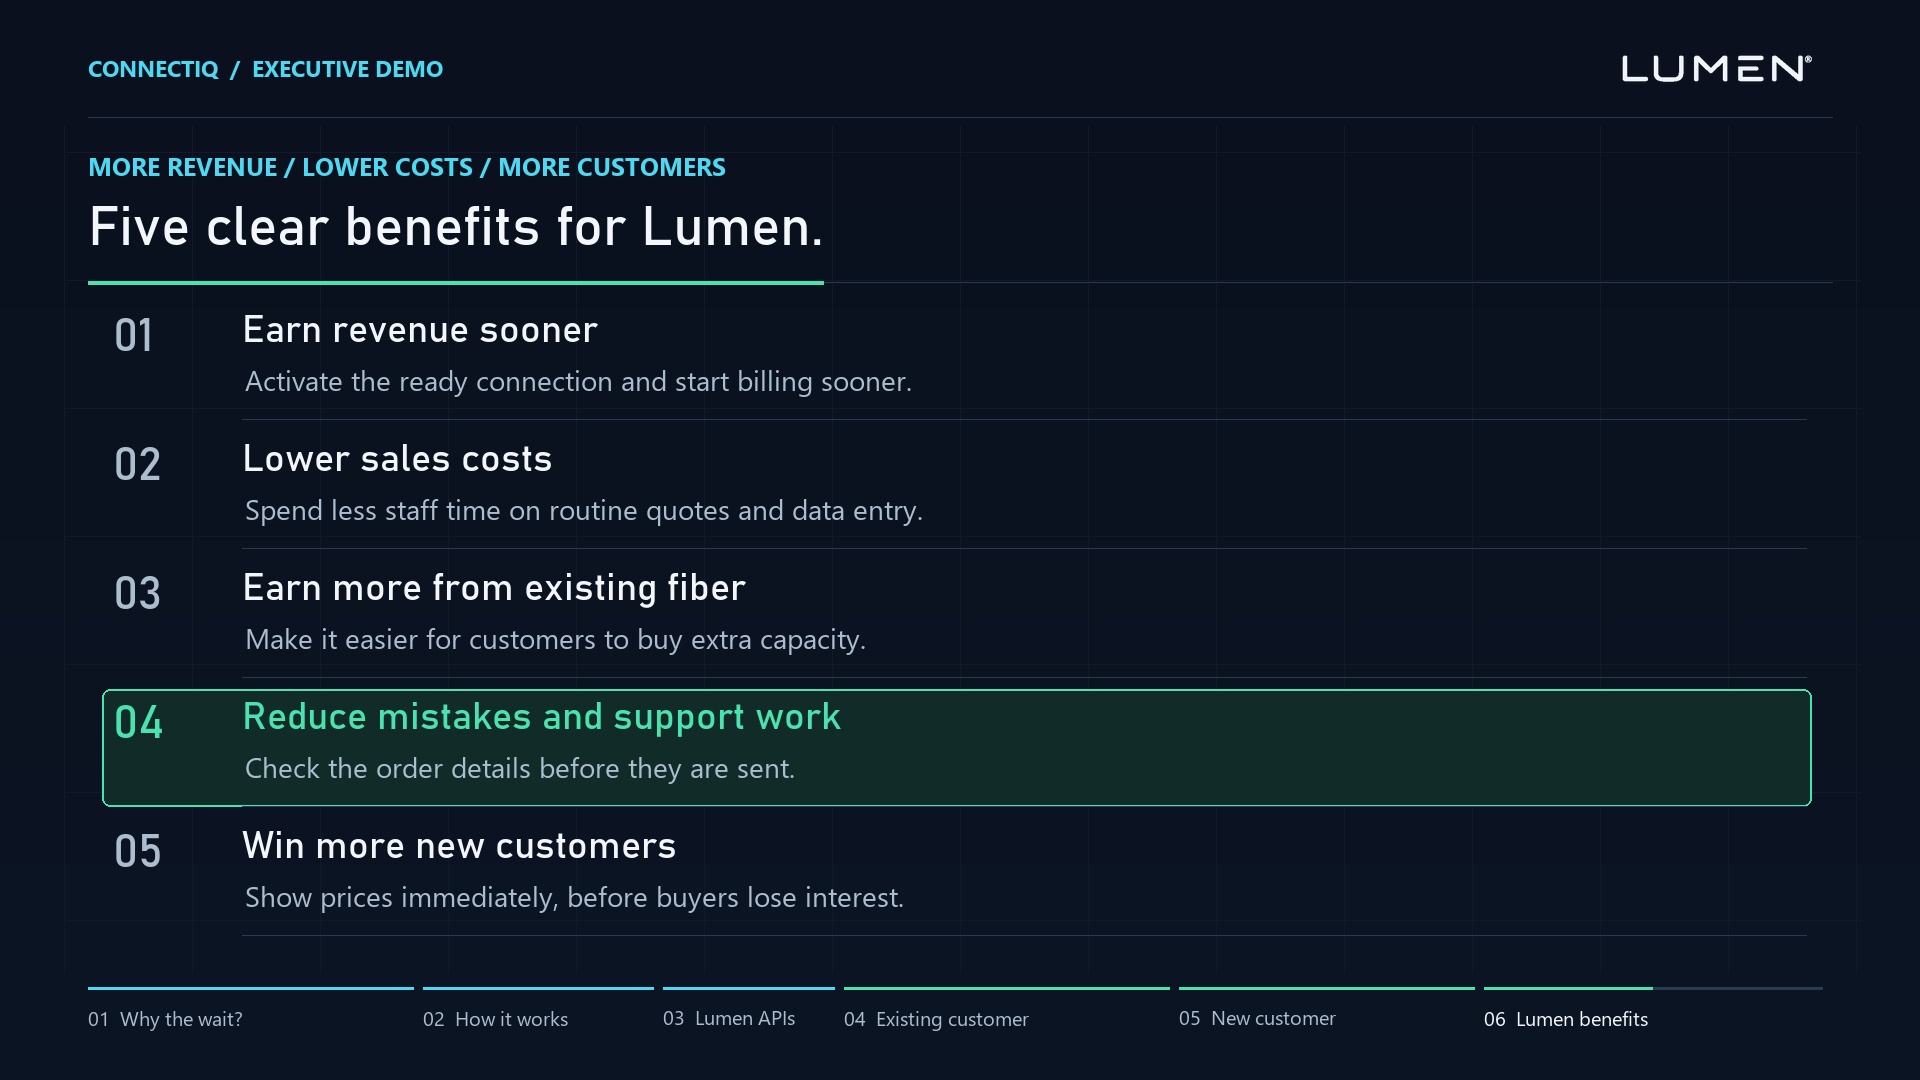 CONNECTIQ / EXECUTIVE DEMO
LUMEN®
MORE REVENUE / LOWER COSTS / MORE CUSTOMERS
Five clear benefits for Lumen.
01 Earn revenue sooner
Activate the ready connection and start billing sooner.
02 Lower sales costs
Spend less staff time on routine quotes and data entry.
03 Earn more from existing fiber
Make it easier for customers to buy extra capacity.
04 Reduce mistakes and support work
Check the order details before they are sent.
05 Win more new customers
Show prices immediately, before buyers lose interest.
01 Why the wait? 02 How it works 03 Lumen APIs 04 Existing customer 05 New customer 06 Lumen benefits